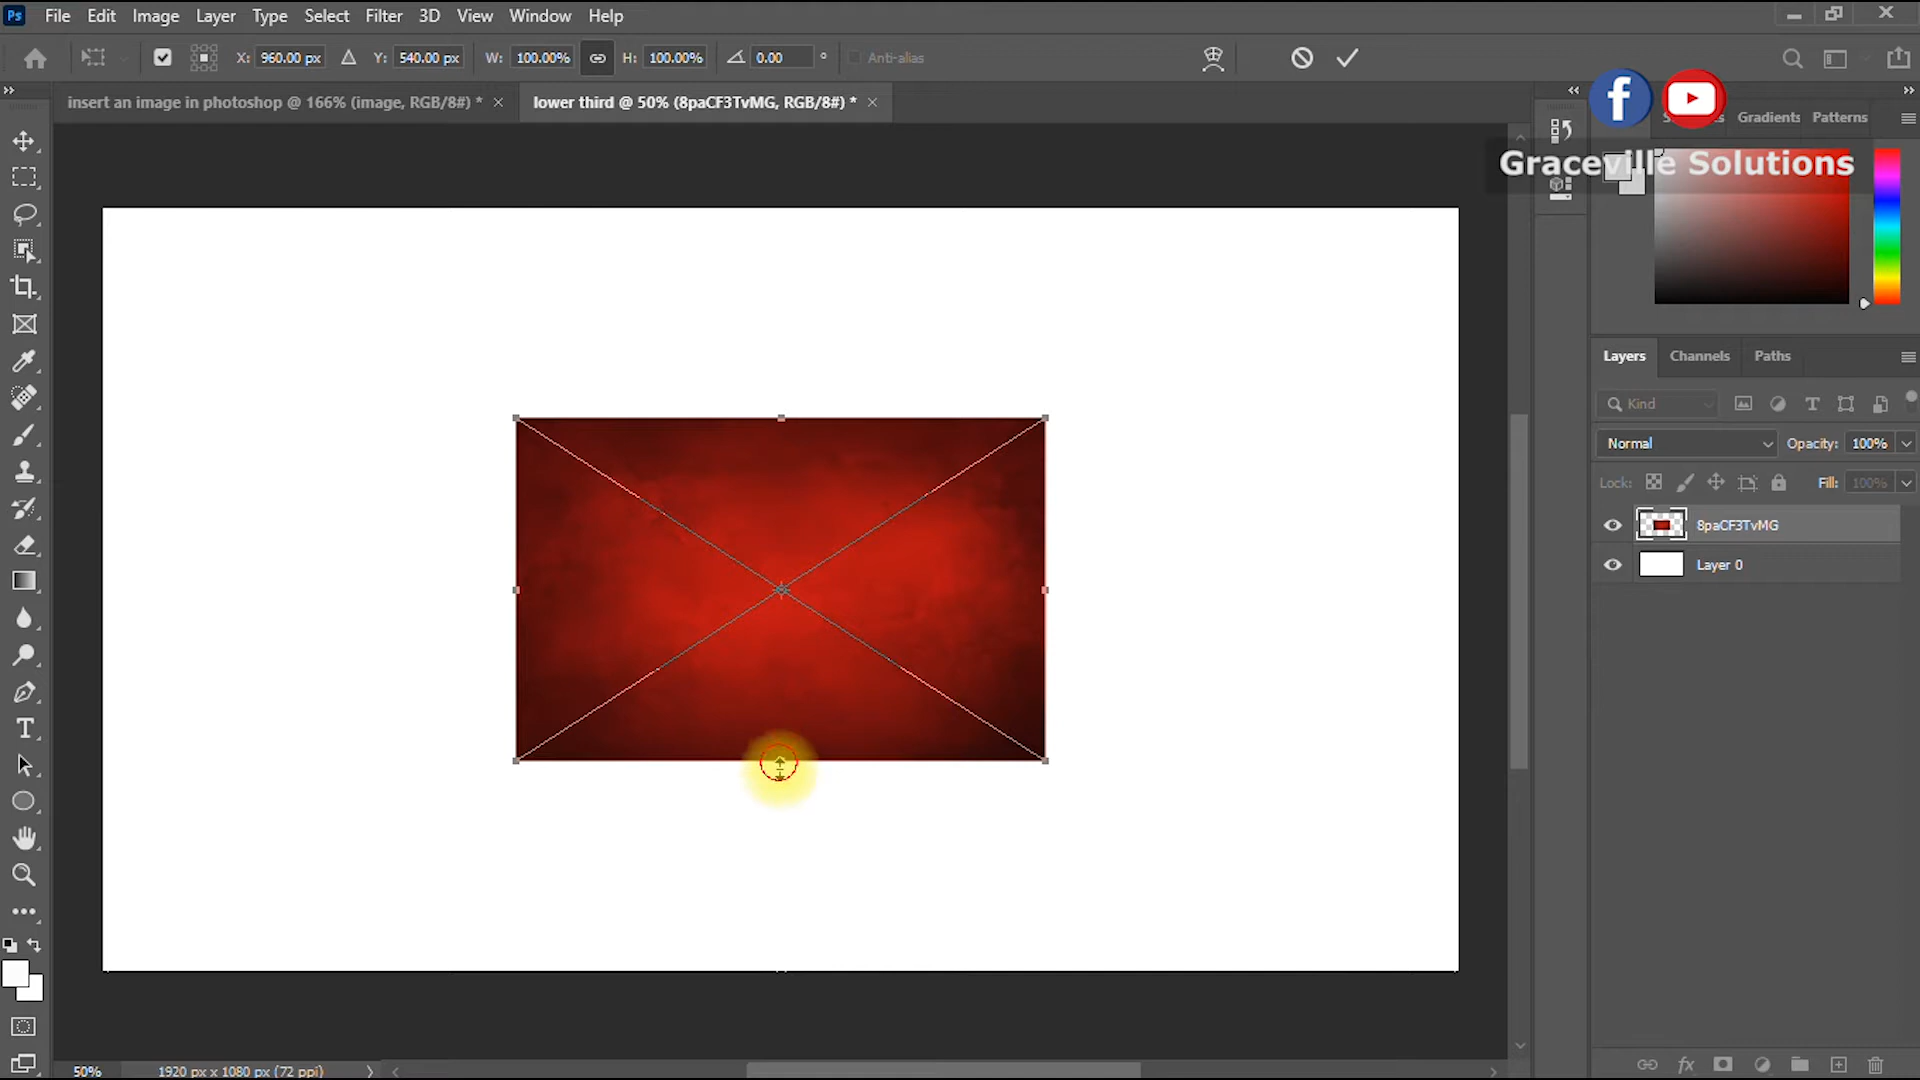 Ps File Edit Image Layer Type Select Filter 3D View Window Help
X: 960.00 px Y: 540.00 px W: 100.00% H: 100.00% 0.00 ° Anti-alias
insert an image in photoshop @ 166% (image, RGB/8#) * lower third @ 50% (8paCF3TvMG, RGB/8#) *
Gradients Patterns
Graceville Solutions
Layers Channels Paths
Kind
Normal Opacity: 100%
Lock: Fill: 100%
8paCF3TvMG
Layer 0
50% 1920 px x 1080 px (72 ppi)